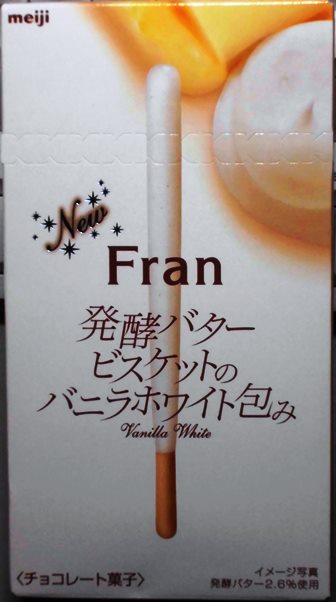 meiji
New
Fran
発酵バター
ビスケットの
バニラホワイト包み
Vanilla White
〈チョコレート菓子〉
イメージ写真
発酵バター2.6%使用